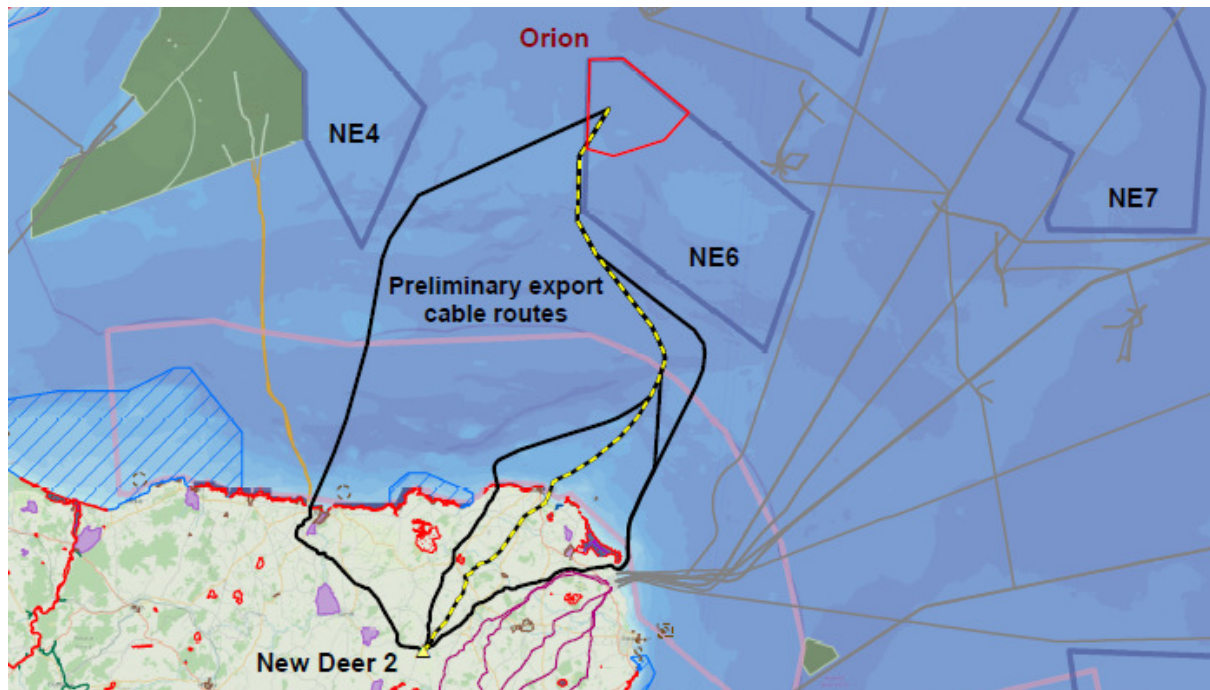 Orion
NE4
NE7
NE6
Preliminary export
cable routes
New Deer 2